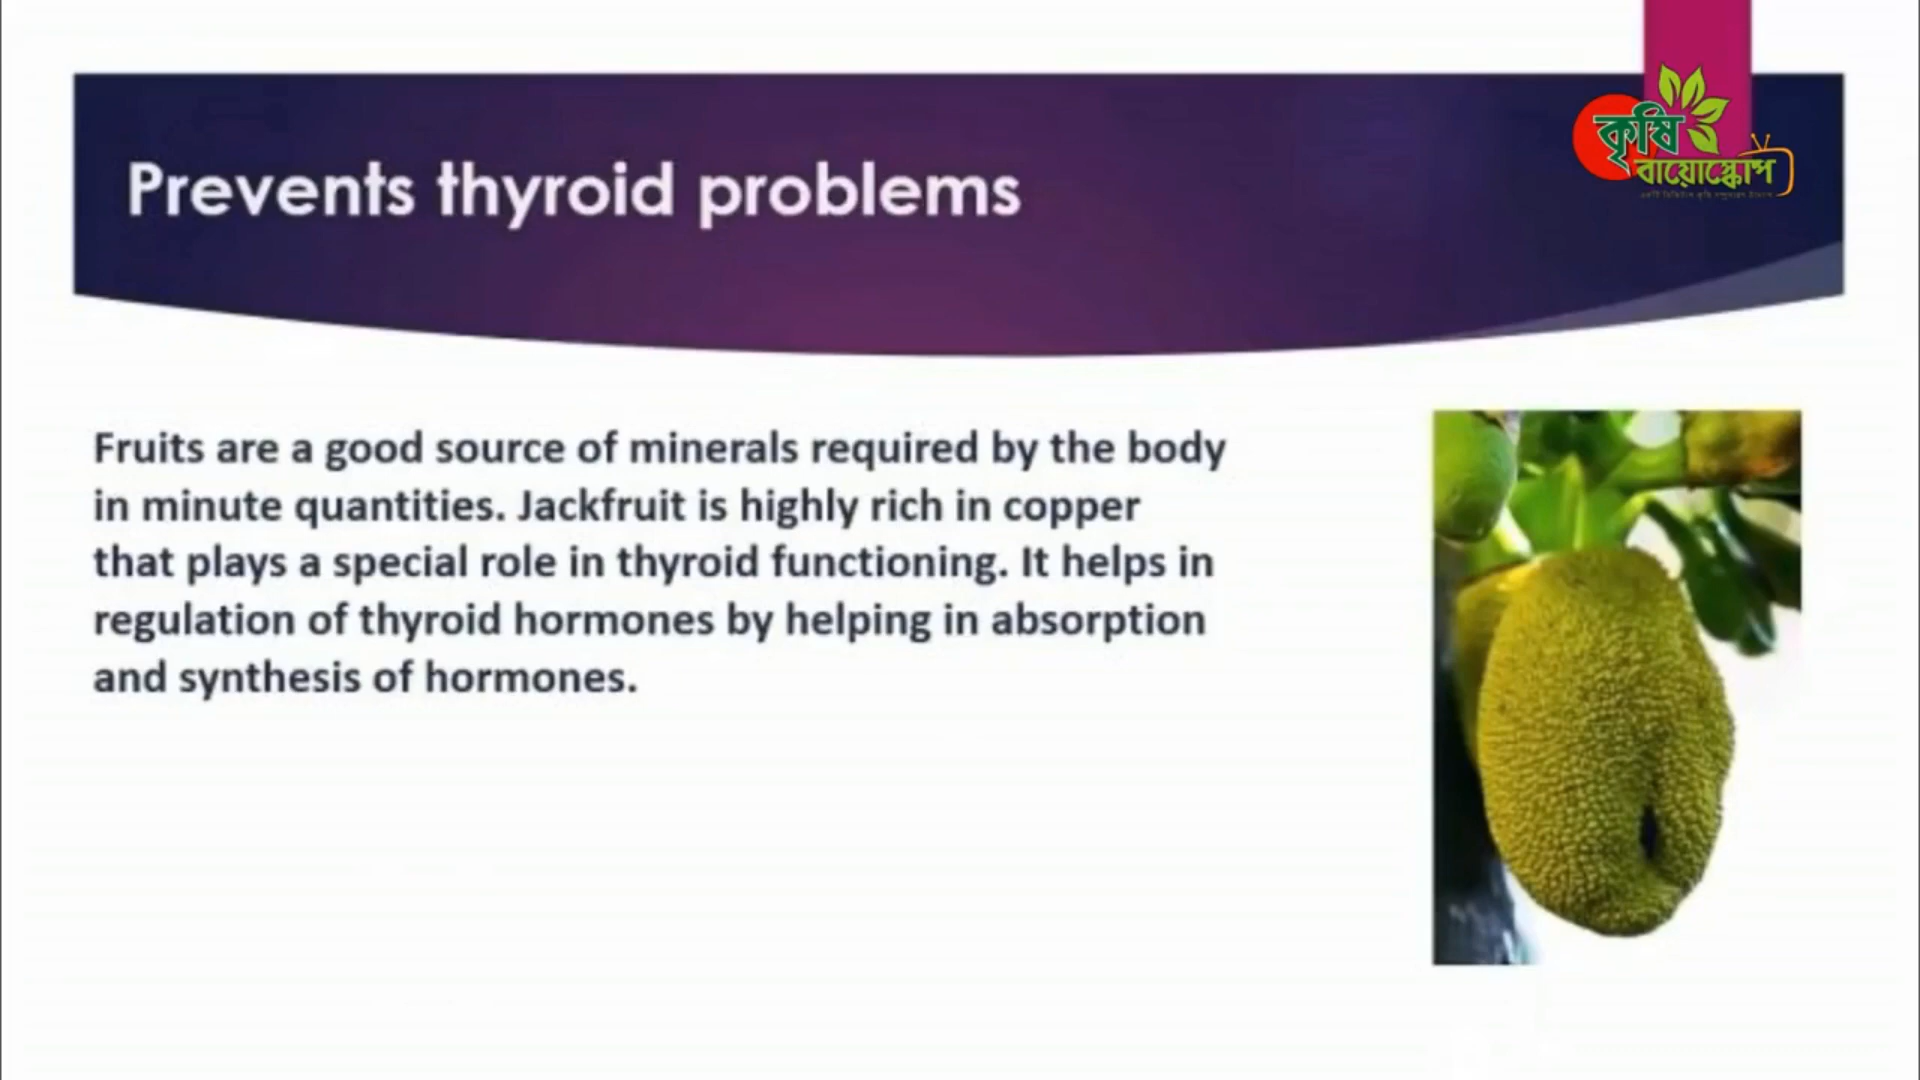 Prevents thyroid problems
কৃষি
বায়োস্কোপ
Fruits are a good source of minerals required by the body
in minute quantities. Jackfruit is highly rich in copper
that plays a special role in thyroid functioning. It helps in
regulation of thyroid hormones by helping in absorption
and synthesis of hormones.